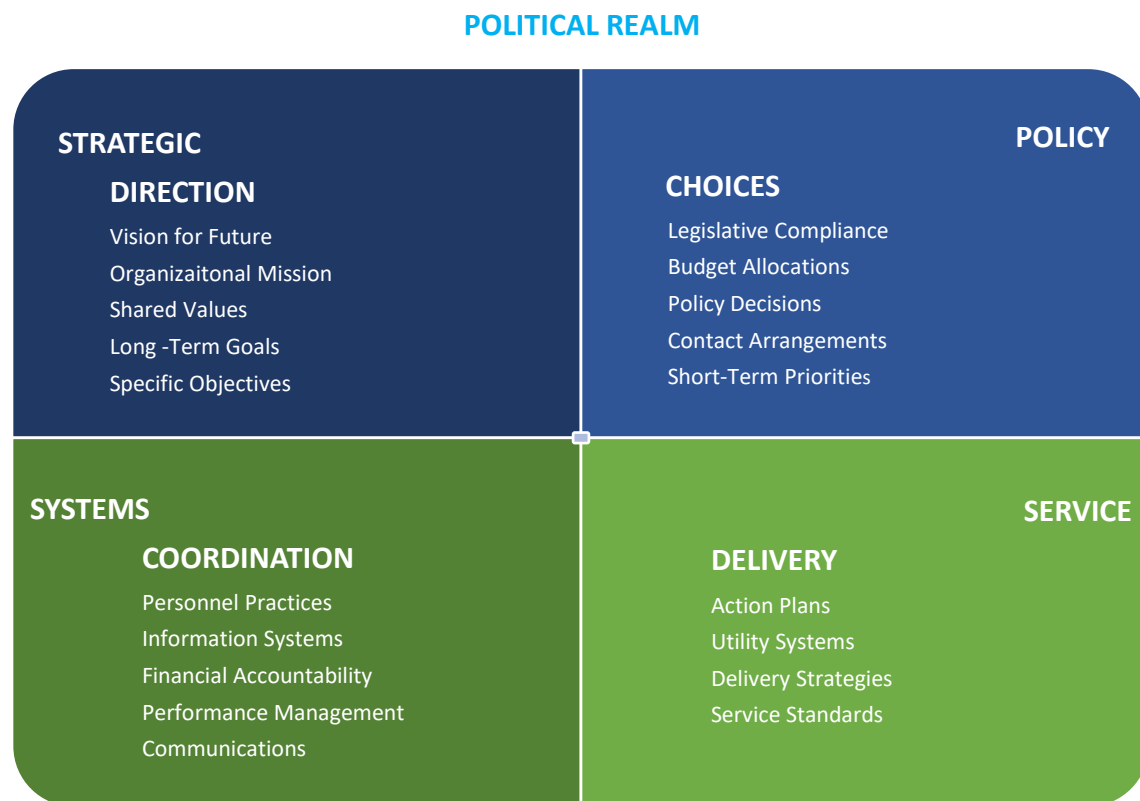 POLITICAL REALM
STRATEGIC
DIRECTION
Vision for Future
Organizaitonal Mission
Shared Values
Long -Term Goals
Specific Objectives
POLICY
CHOICES
Legislative Compliance
Budget Allocations
Policy Decisions
Contact Arrangements
Short-Term Priorities
SYSTEMS
COORDINATION
Personnel Practices
Information Systems
Financial Accountability
Performance Management
Communications
SERVICE
DELIVERY
Action Plans
Utility Systems
Delivery Strategies
Service Standards